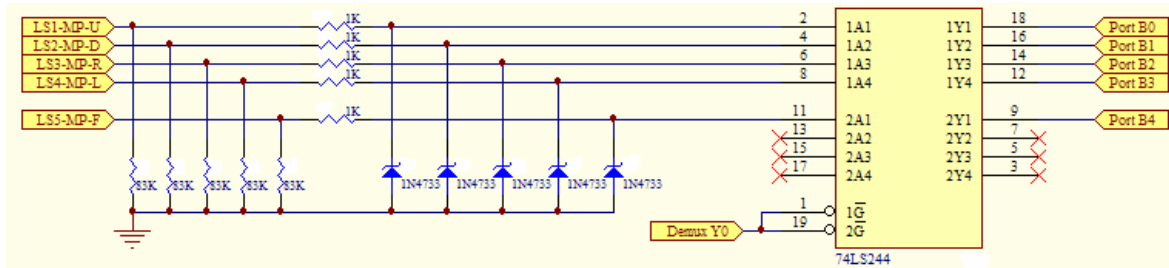 LS1-MP-U 1K 2 1A1 1Y1 18 Port B0
LS2-MP-D 1K 4 1A2 1Y2 16 Port B1
LS3-MP-R 1K 6 1A3 1Y3 14 Port B2
LS4-MP-L 1K 8 1A4 1Y4 12 Port B3
LS5-MP-F 1K 11 2A1 2Y1 9 Port B4
13 2A2 2Y2 7
15 2A3 2Y3 5
17 2A4 2Y4 3
83K 83K 83K 83K 83K 1N4733 1N4733 1N4733 1N4733 1N4733
1 1G
Demux Y0 19 2G
74LS244